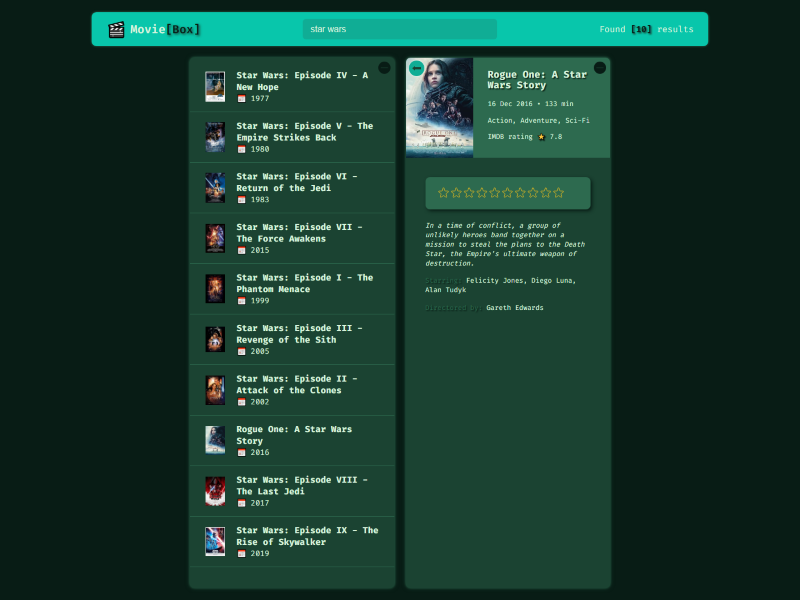 Movie[Box]
star wars
Found [10] results
Star Wars: Episode IV – A
New Hope
1977
Star Wars: Episode V – The
Empire Strikes Back
1980
Star Wars: Episode VI –
Return of the Jedi
1983
Star Wars: Episode VII –
The Force Awakens
2015
Star Wars: Episode I – The
Phantom Menace
1999
Star Wars: Episode III –
Revenge of the Sith
2005
Star Wars: Episode II –
Attack of the Clones
2002
Rogue One: A Star Wars
Story
2016
Star Wars: Episode VIII –
The Last Jedi
2017
Star Wars: Episode IX – The
Rise of Skywalker
2019
Rogue One: A Star
Wars Story
16 Dec 2016 • 133 min
Action, Adventure, Sci-Fi
IMDB rating 7.8
In a time of conflict, a group of
unlikely heroes band together on a
mission to steal the plans to the Death
Star, the Empire's ultimate weapon of
destruction.
Starring: Felicity Jones, Diego Luna,
Alan Tudyk
Gareth Edwards